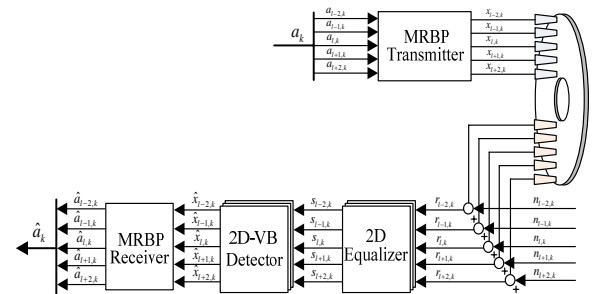 a_k
a_{l-2,k}
a_{l-1,k}
a_{l,k}
a_{l+1,k}
a_{l+2,k}
MRBP
Transmitter
x_{l-2,k}
x_{l-1,k}
x_{l,k}
x_{l+1,k}
x_{l+2,k}
â_k
â_{l-2,k}
â_{l-1,k}
â_{l,k}
â_{l+1,k}
â_{l+2,k}
MRBP
Receiver
x̂_{l-2,k}
x̂_{l-1,k}
x̂_{l,k}
x̂_{l+1,k}
x̂_{l+2,k}
2D-VB
Detector
s_{l-2,k}
s_{l-1,k}
s_{l,k}
s_{l+1,k}
s_{l+2,k}
2D
Equalizer
r_{l-2,k}
r_{l-1,k}
r_{l,k}
r_{l+1,k}
r_{l+2,k}
+
+
+
+
+
n_{l-2,k}
n_{l-1,k}
n_{l,k}
n_{l+1,k}
n_{l+2,k}